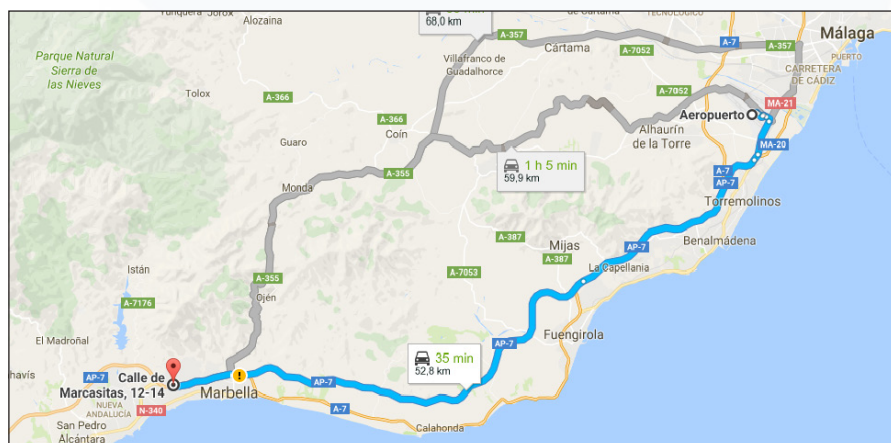 Alozaina
68,0 km
A-357
A-7
A-357
Málaga
PUERTO
CARRETERA
DE CÁDIZ
Cártama
A-7052
Villafranco de
Guadalhorce
Parque Natural
Sierra de
las Nieves
Tolox
A-366
A-366
Coín
Guaro
A-7052
MA-21
Aeropuerto
Alhaurín
de la Torre
MA-20
1 h 5 min
59,9 km
A-355
Monda
A-7
AP-7
Torremolinos
Benalmádena
A-387
Mijas
AP-7
A-387
La Capellania
A-7053
Istán
A-355
Ojén
A-7176
El Madroñal
AP-7
Fuengirola
35 min
52,8 km
AP-7
Calle de
Marcasitas, 12-14
AP-7
Marbella
A-7
Calahonda
NUEVA
ANDALUCÍA
N-340
San Pedro
Alcántara